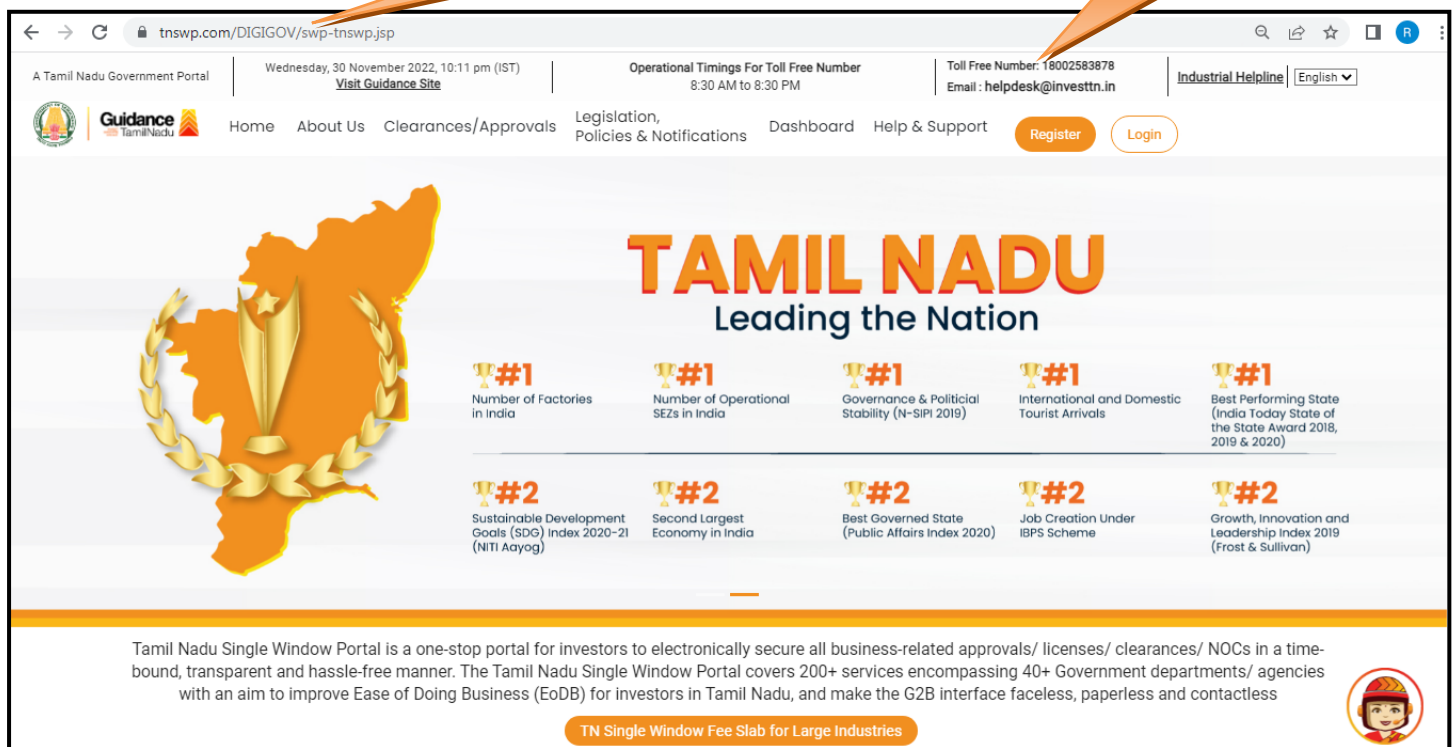 tnswp.com/DIGIGOV/swp-tnswp.jsp
R
A Tamil Nadu Government Portal
Wednesday, 30 November 2022, 10:11 pm (IST)
Visit Guidance Site
Operational Timings For Toll Free Number
8:30 AM to 8:30 PM
Toll Free Number: 18002583878
Email : helpdesk@investtn.in
Industrial Helpline
English
Guidance
TamilNadu
Home
About Us
Clearances/Approvals
Legislation,
Policies & Notifications
Dashboard
Help & Support
Register
Login
TAMIL NADU
Leading the Nation
#1
Number of Factories
in India
#1
Number of Operational
SEZs in India
#1
Governance & Politicial
Stability (N-SIPI 2019)
#1
International and Domestic
Tourist Arrivals
#1
Best Performing State
(India Today State of
the State Award 2018,
2019 & 2020)
#2
Sustainable Development
Goals (SDG) Index 2020-21
(NITI Aayog)
#2
Second Largest
Economy in India
#2
Best Governed State
(Public Affairs Index 2020)
#2
Job Creation Under
IBPS Scheme
#2
Growth, Innovation and
Leadership Index 2019
(Frost & Sullivan)
Tamil Nadu Single Window Portal is a one-stop portal for investors to electronically secure all business-related approvals/ licenses/ clearances/ NOCs in a time-
bound, transparent and hassle-free manner. The Tamil Nadu Single Window Portal covers 200+ services encompassing 40+ Government departments/ agencies
with an aim to improve Ease of Doing Business (EoDB) for investors in Tamil Nadu, and make the G2B interface faceless, paperless and contactless
TN Single Window Fee Slab for Large Industries